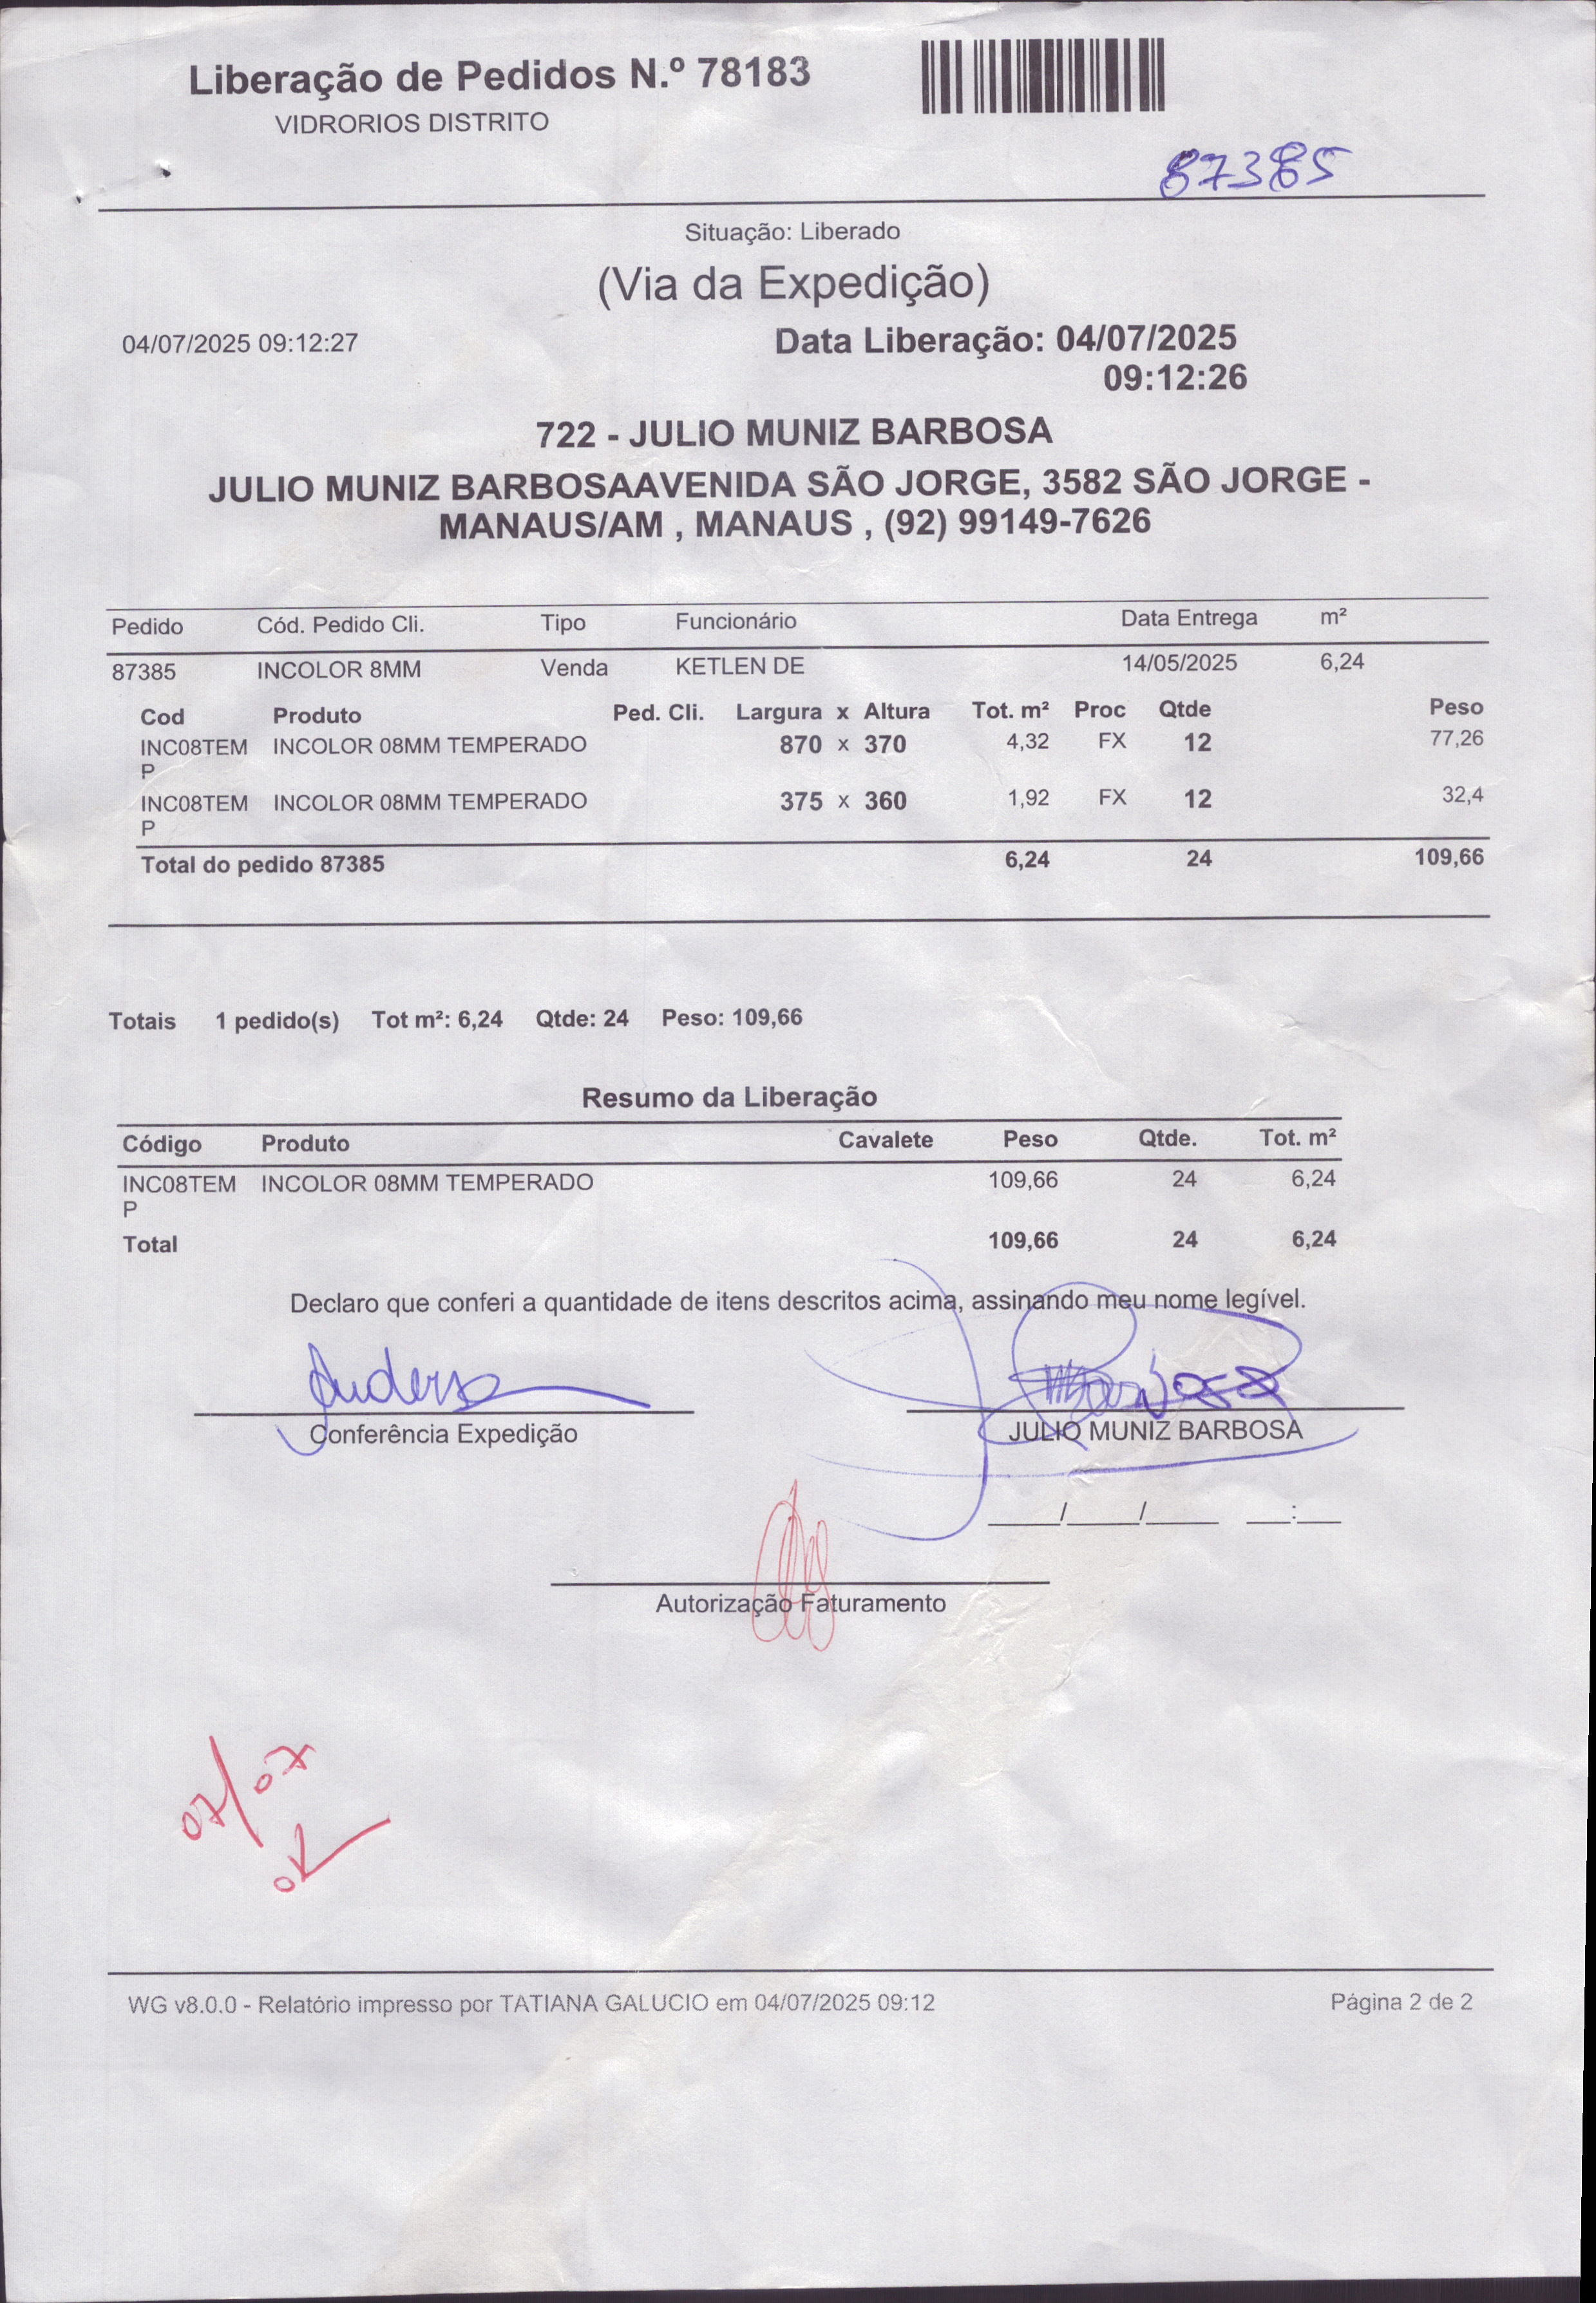 Liberação de Pedidos N.º 78183
VIDRORIOS DISTRITO
87385
Situação: Liberado
(Via da Expedição)
04/07/2025 09:12:27
Data Liberação: 04/07/2025
09:12:26
722 - JULIO MUNIZ BARBOSA
JULIO MUNIZ BARBOSAAVENIDA SÃO JORGE, 3582 SÃO JORGE -
MANAUS/AM , MANAUS , (92) 99149-7626
Pedido Cód. Pedido Cli. Tipo Funcionário Data Entrega m²
87385 INCOLOR 8MM Venda KETLEN DE 14/05/2025 6,24
Cod Produto Ped. Cli. Largura x Altura Tot. m² Proc Qtde Peso
INC08TEM INCOLOR 08MM TEMPERADO 870 x 370 4,32 FX 12 77,26
P
INC08TEM INCOLOR 08MM TEMPERADO 375 x 360 1,92 FX 12 32,4
P
Total do pedido 87385 6,24 24 109,66
Totais 1 pedido(s) Tot m²: 6,24 Qtde: 24 Peso: 109,66
Resumo da Liberação
Código Produto Cavalete Peso Qtde. Tot. m²
INC08TEM INCOLOR 08MM TEMPERADO 109,66 24 6,24
P
Total 109,66 24 6,24
Declaro que conferi a quantidade de itens descritos acima, assinando meu nome legível.
Anderson
Conferência Expedição
Barbosa
JULIO MUNIZ BARBOSA
____/____/____ __:__
Autorização Faturamento
07/07
OK
WG v8.0.0 - Relatório impresso por TATIANA GALUCIO em 04/07/2025 09:12
Página 2 de 2